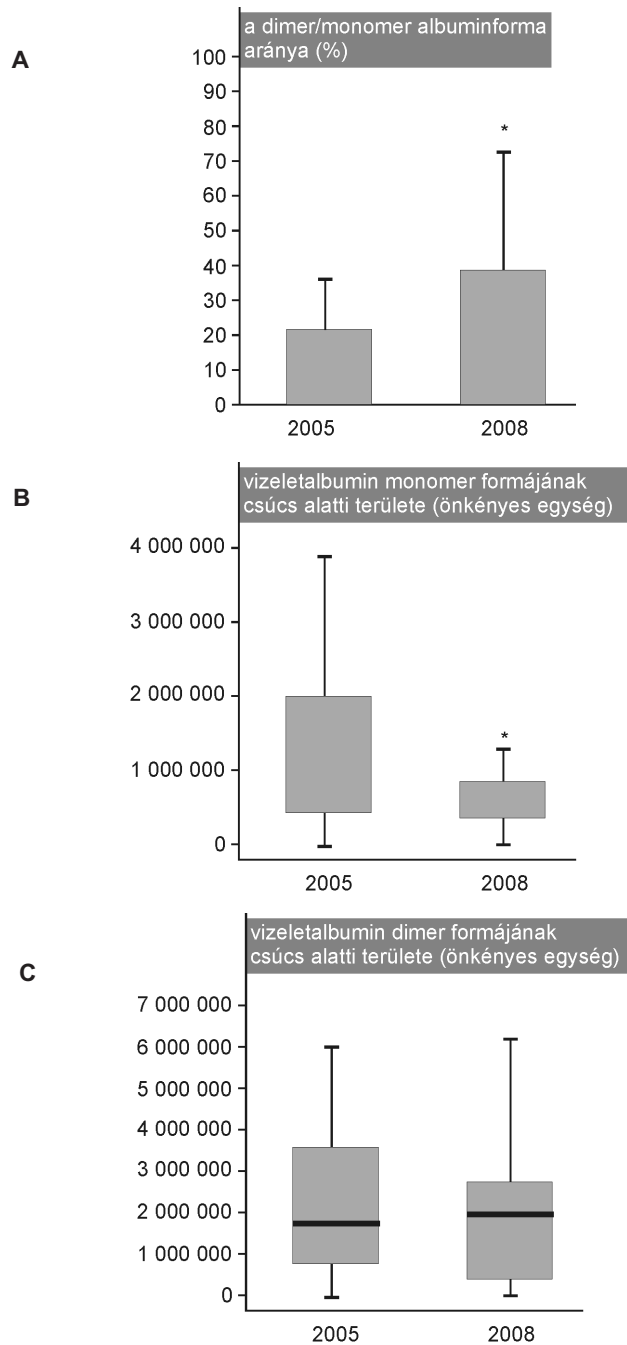 A
a dimer/monomer albuminforma
aránya (%)
100
90
80
70
60
50
40
30
20
10
0
*
2005
2008
B
vizeletalbumin monomer formájának
csúcs alatti területe (önkényes egység)
4 000 000
3 000 000
2 000 000
1 000 000
0
*
2005
2008
C
vizeletalbumin dimer formájának
csúcs alatti területe (önkényes egység)
7 000 000
6 000 000
5 000 000
4 000 000
3 000 000
2 000 000
1 000 000
0
2005
2008